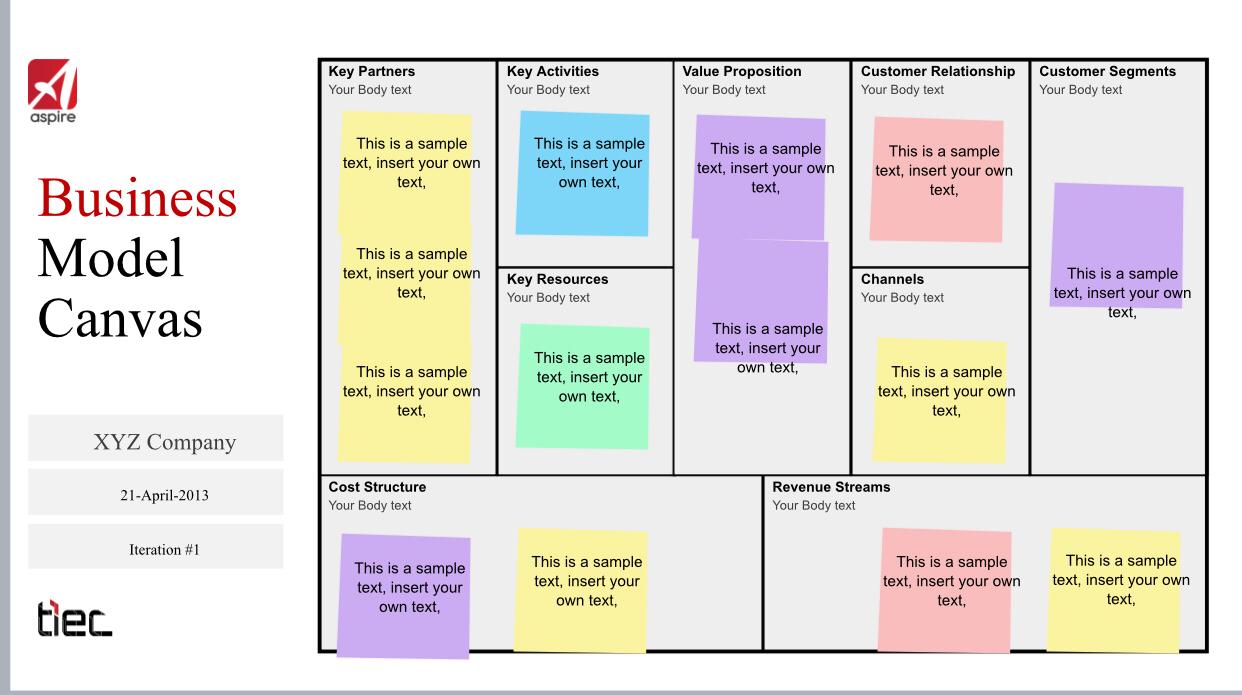 aspire
Business
Model
Canvas
XYZ Company
21-April-2013
Iteration #1
tiec
Key Partners
Your Body text
This is a sample
text, insert your own
text,
This is a sample
text, insert your own
text,
This is a sample
text, insert your own
text,
Key Activities
Your Body text
This is a sample
text, insert your
own text,
Key Resources
Your Body text
This is a sample
text, insert your
own text,
Value Proposition
Your Body text
This is a sample
text, insert your own
text,
This is a sample
text, insert your
own text,
Customer Relationship
Your Body text
This is a sample
text, insert your own
text,
Channels
Your Body text
This is a sample
text, insert your own
text,
Customer Segments
Your Body text
This is a sample
text, insert your own
text,
Cost Structure
Your Body text
This is a sample
text, insert your
own text,
This is a sample
text, insert your
own text,
Revenue Streams
Your Body text
This is a sample
text, insert your own
text,
This is a sample
text, insert your own
text,